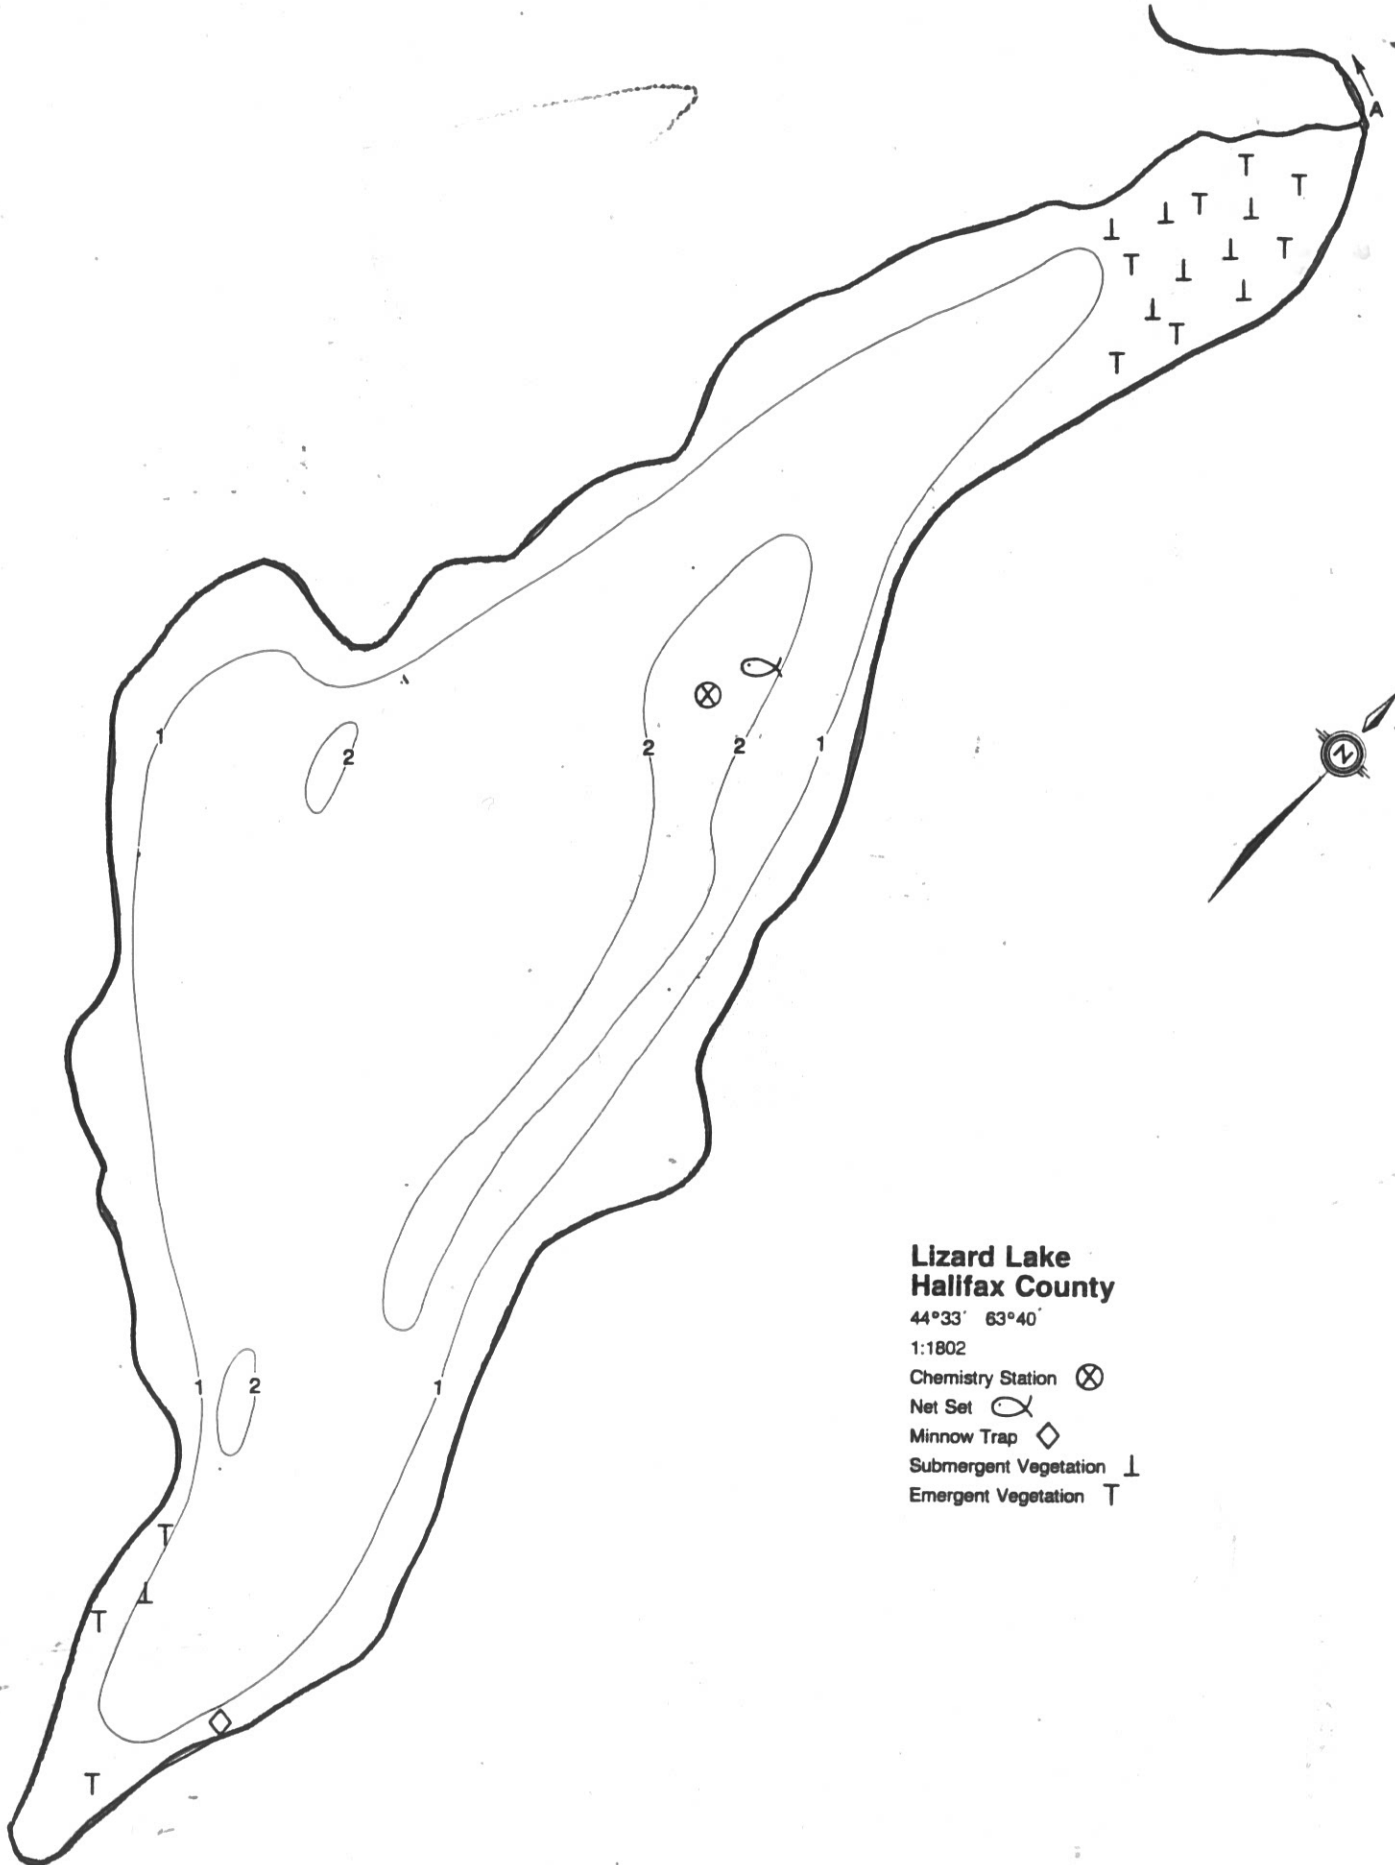 A
N
1
2
2
2
1
1
2
1
Lizard Lake
Halifax County
44°33´ 63°40´
1:1802
Chemistry Station
Net Set
Minnow Trap
Submergent Vegetation ⊥
Emergent Vegetation T